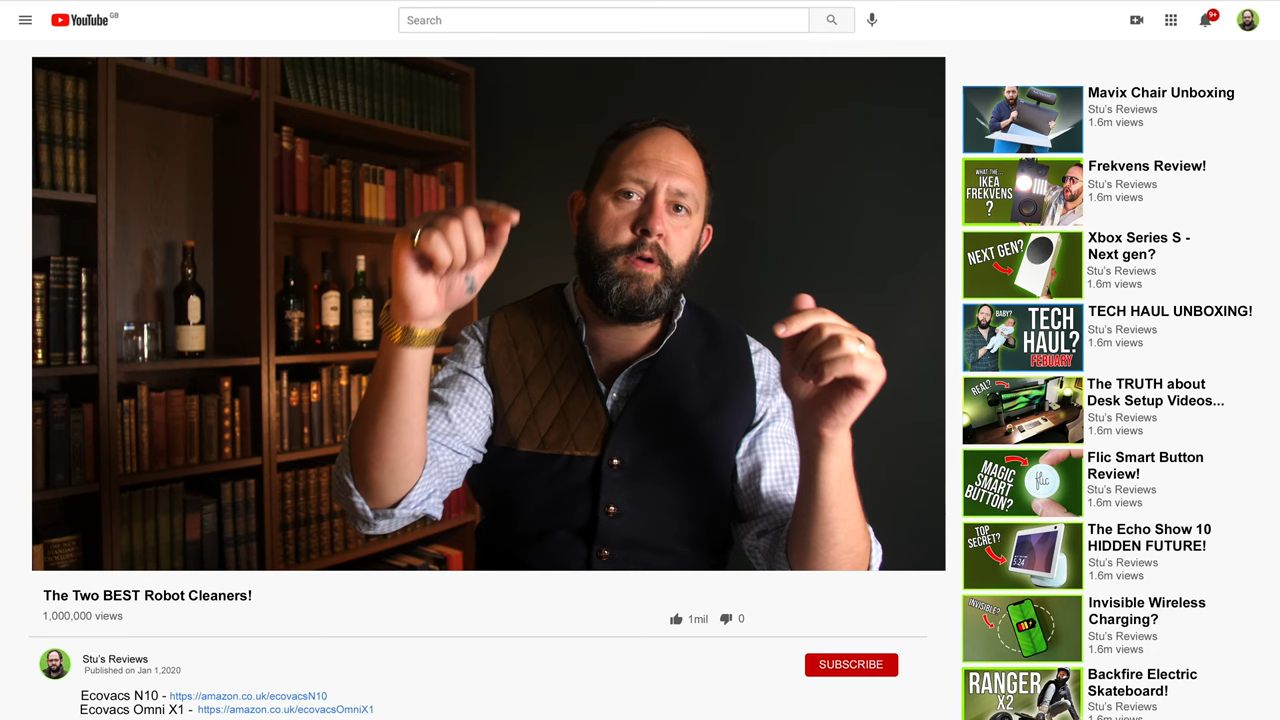 YouTube GB
Search
9+
The Two BEST Robot Cleaners!
1,000,000 views
1mil
0
Stu's Reviews
Published on Jan 1,2020
SUBSCRIBE
Ecovacs N10 - https://amazon.co.uk/ecovacsN10
Ecovacs Omni X1 - https://amazon.co.uk/ecovacsOmniX1
Mavix Chair Unboxing
Stu's Reviews
1.6m views
WHAT THE...
IKEA
FREKVENS
?
Frekvens Review!
Stu's Reviews
1.6m views
NEXT GEN?
Xbox Series S -
Next gen?
Stu's Reviews
1.6m views
BABY?
TECH
HAUL?
FEBUARY
TECH HAUL UNBOXING!
Stu's Reviews
1.6m views
REAL?
The TRUTH about
Desk Setup Videos...
Stu's Reviews
1.6m views
MAGIC
SMART
BUTTON?
flic
Flic Smart Button
Review!
Stu's Reviews
1.6m views
TOP
SECRET?
5:24
The Echo Show 10
HIDDEN FUTURE!
Stu's Reviews
1.6m views
INVISIBLE?
Invisible Wireless
Charging?
Stu's Reviews
1.6m views
RANGER
X2
Backfire Electric
Skateboard!
Stu's Reviews
1.6m views